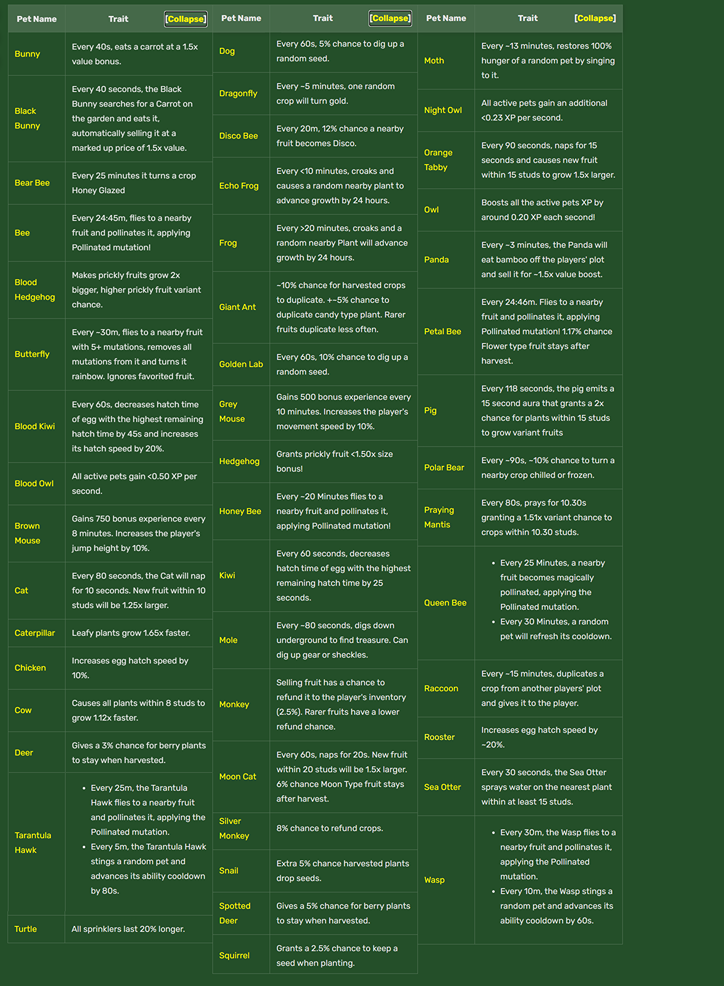 Pet Name Trait [Collapse]
Bunny
Every 40s, eats a carrot at a 1.5x
value bonus.
Black
Bunny
Every 40 seconds, the Black
Bunny searches for a Carrot on
the garden and eats it,
automatically selling it at a
marked up price of 1.5x value.
Bear Bee
Every 25 minutes it turns a crop
Honey Glazed
Bee
Every 24:45m, flies to a nearby
fruit and pollinates it, applying
Pollinated mutation!
Blood
Hedgehog
Makes prickly fruits grow 2x
bigger, higher prickly fruit variant
chance.
Butterfly
Every ~30m, flies to a nearby fruit
with 5+ mutations, removes all
mutations from it and turns it
rainbow. Ignores favorited fruit.
Blood Kiwi
Every 60s, decreases hatch time
of egg with the highest remaining
hatch time by 45s and increases
its hatch speed by 20%.
Blood Owl
All active pets gain <0.50 XP per
second.
Brown
Mouse
Gains 750 bonus experience every
8 minutes. Increases the player's
jump height by 10%.
Cat
Every 80 seconds, the Cat will nap
for 10 seconds. New fruit within 10
studs will be 1.25x larger.
Caterpillar
Leafy plants grow 1.65x faster.
Chicken
Increases egg hatch speed by
10%.
Cow
Causes all plants within 8 studs to
grow 1.12x faster.
Deer
Gives a 3% chance for berry plants
to stay when harvested.
Tarantula
Hawk
• Every 25m, the Tarantula
Hawk flies to a nearby fruit
and pollinates it, applying the
Pollinated mutation.
• Every 5m, the Tarantula Hawk
stings a random pet and
advances its ability cooldown
by 80s.
Turtle
All sprinklers last 20% longer.
Pet Name Trait [Collapse]
Dog
Every 60s, 5% chance to dig up a
random seed.
Dragonfly
Every ~5 minutes, one random
crop will turn gold.
Disco Bee
Every 20m, 12% chance a nearby
fruit becomes Disco.
Echo Frog
Every <10 minutes, croaks and
causes a random nearby plant to
advance growth by 24 hours.
Frog
Every >20 minutes, croaks and a
random nearby Plant will advance
growth by 24 hours.
Giant Ant
~10% chance for harvested crops
to duplicate. +~5% chance to
duplicate candy type plant. Rarer
fruits duplicate less often.
Golden Lab
Every 60s, 10% chance to dig up a
random seed.
Grey
Mouse
Gains 500 bonus experience every
10 minutes. Increases the player's
movement speed by 10%.
Hedgehog
Grants prickly fruit <1.50x size
bonus!
Honey Bee
Every ~20 Minutes flies to a
nearby fruit and pollinates it,
applying Pollinated mutation!
Kiwi
Every 60 seconds, decreases
hatch time of egg with the highest
remaining hatch time by 25
seconds.
Mole
Every ~80 seconds, digs down
underground to find treasure. Can
dig up gear or sheckles.
Monkey
Selling fruit has a chance to
refund it to the player's inventory
(2.5%). Rarer fruits have a lower
refund chance.
Moon Cat
Every 60s, naps for 20s. New fruit
within 20 studs will be 1.5x larger.
6% chance Moon Type fruit stays
after harvest.
Silver
Monkey
8% chance to refund crops.
Snail
Extra 5% chance harvested plants
drop seeds.
Spotted
Deer
Gives a 5% chance for berry plants
to stay when harvested.
Squirrel
Grants a 2.5% chance to keep a
seed when planting.
Pet Name Trait [Collapse]
Moth
Every ~13 minutes, restores 100%
hunger of a random pet by singing
to it.
Night Owl
All active pets gain an additional
<0.23 XP per second.
Orange
Tabby
Every 90 seconds, naps for 15
seconds and causes new fruit
within 15 studs to grow 1.5x larger.
Owl
Boosts all the active pets XP by
around 0.20 XP each second!
Panda
Every ~3 minutes, the Panda will
eat bamboo off the players' plot
and sell it for ~1.5x value boost.
Petal Bee
Every 24:46m. Flies to a nearby
fruit and pollinates it, applying
Pollinated mutation! 1.17% chance
Flower type fruit stays after
harvest.
Pig
Every 118 seconds, the pig emits a
15 second aura that grants a 2x
chance for plants within 15 studs
to grow variant fruits
Polar Bear
Every ~90s, ~10% chance to turn a
nearby crop chilled or frozen.
Praying
Mantis
Every 80s, prays for 10.30s
granting a 1.51x variant chance to
crops within 10.30 studs.
Queen Bee
• Every 25 Minutes, a nearby
fruit becomes magically
pollinated, applying the
Pollinated mutation.
• Every 30 Minutes, a random
pet will refresh its cooldown.
Raccoon
Every ~15 minutes, duplicates a
crop from another players' plot
and gives it to the player.
Rooster
Increases egg hatch speed by
~20%.
Sea Otter
Every 30 seconds, the Sea Otter
sprays water on the nearest plant
within at least 15 studs.
Wasp
• Every 30m, the Wasp flies to a
nearby fruit and pollinates it,
applying the Pollinated
mutation.
• Every 10m, the Wasp stings a
random pet and advances its
ability cooldown by 60s.